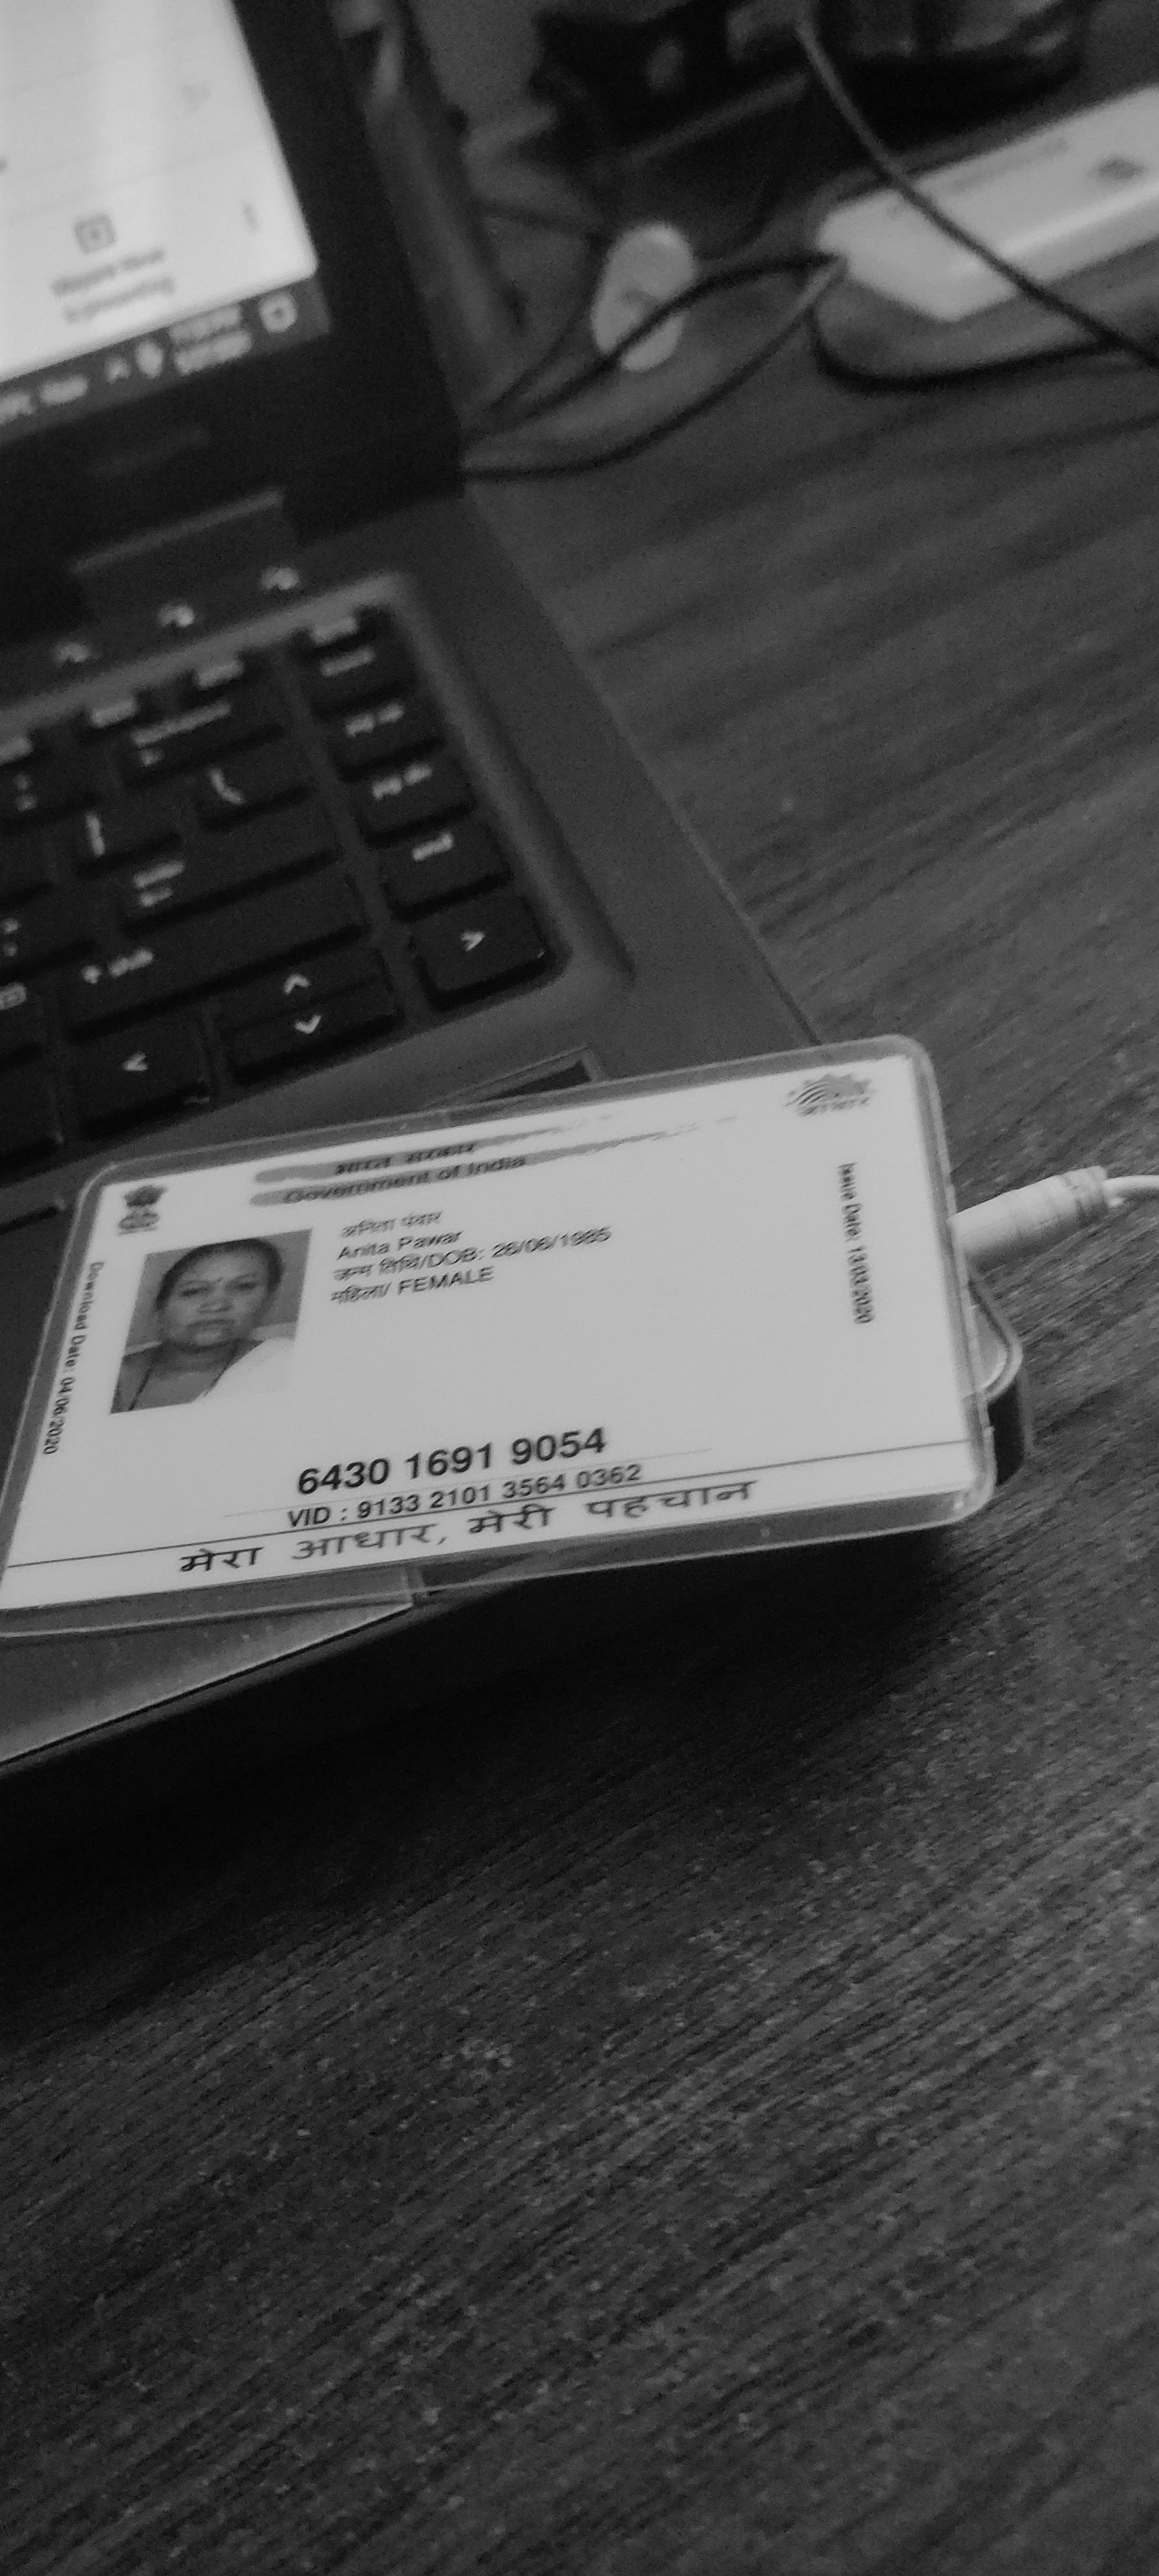 भारत सरकार
Government of India
अनिता पंवार
Anita Pawar
जन्म तिथि/DOB: 26/06/1985
महिला/ FEMALE
Issue Date: 13/03/2020
Download Date: 04/06/2020
6430 1691 9054
VID : 9133 2101 3564 0362
मेरा आधार, मेरी पहचान